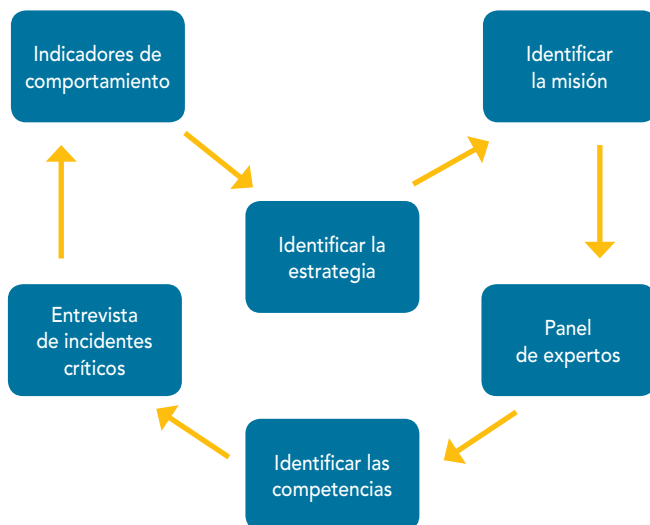 Indicadores de
comportamiento
Identificar
la misión
Identificar la
estrategia
Entrevista
de incidentes
críticos
Panel
de expertos
Identificar las
competencias